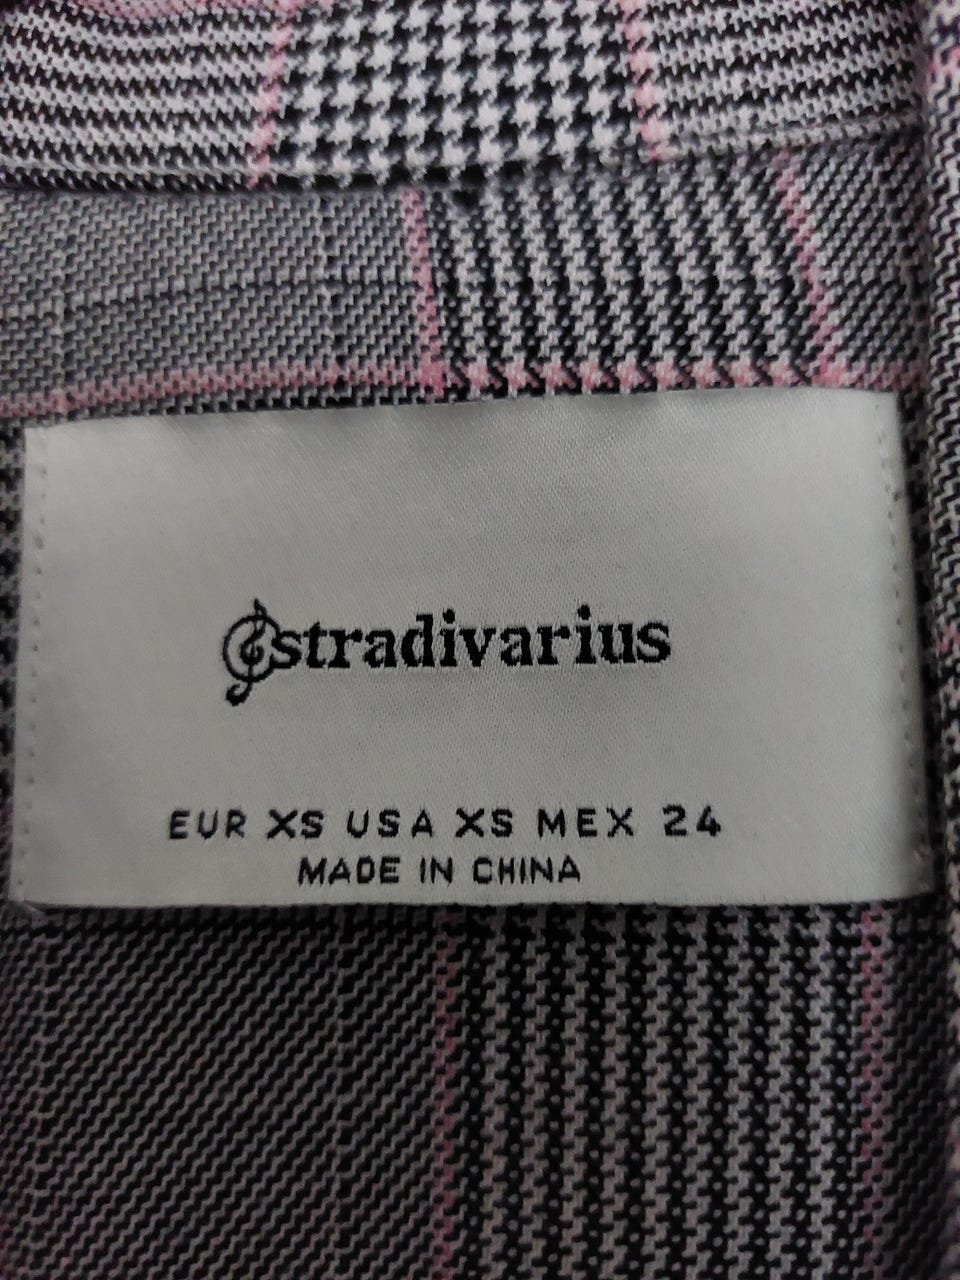 stradivarius
EUR XS USA XS MEX 24
MADE IN CHINA